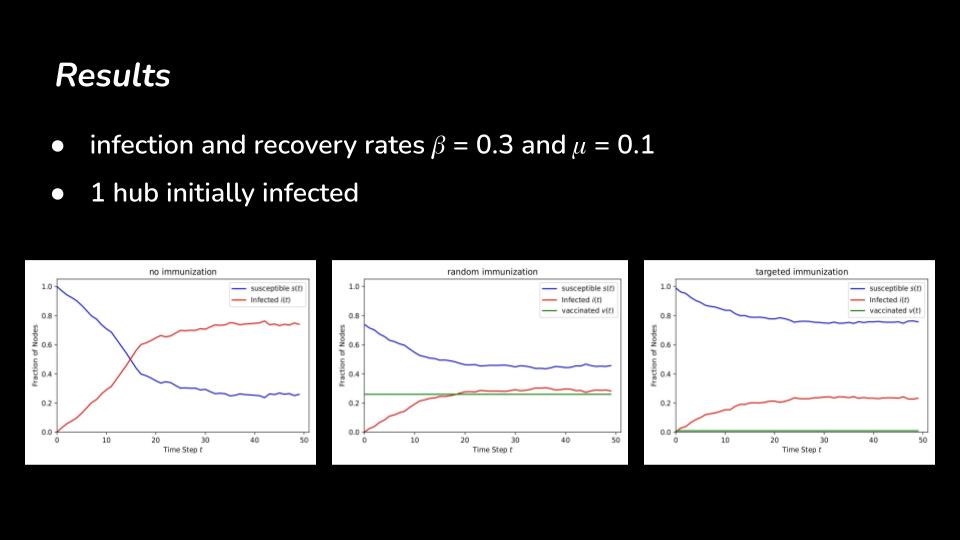 Results
● infection and recovery rates β = 0.3 and μ = 0.1
● 1 hub initially infected
no immunization
susceptible s(t)
Infected i(t)
Fraction of Nodes
1.0
0.8
0.6
0.4
0.2
0.0
0 10 20 30 40 50
Time Step t
random immunization
susceptible s(t)
Infected i(t)
vaccinated v(t)
Fraction of Nodes
1.0
0.8
0.6
0.4
0.2
0.0
0 10 20 30 40 50
Time Step t
targeted immunization
susceptible s(t)
Infected i(t)
vaccinated v(t)
Fraction of Nodes
1.0
0.8
0.6
0.4
0.2
0.0
0 10 20 30 40 50
Time Step t